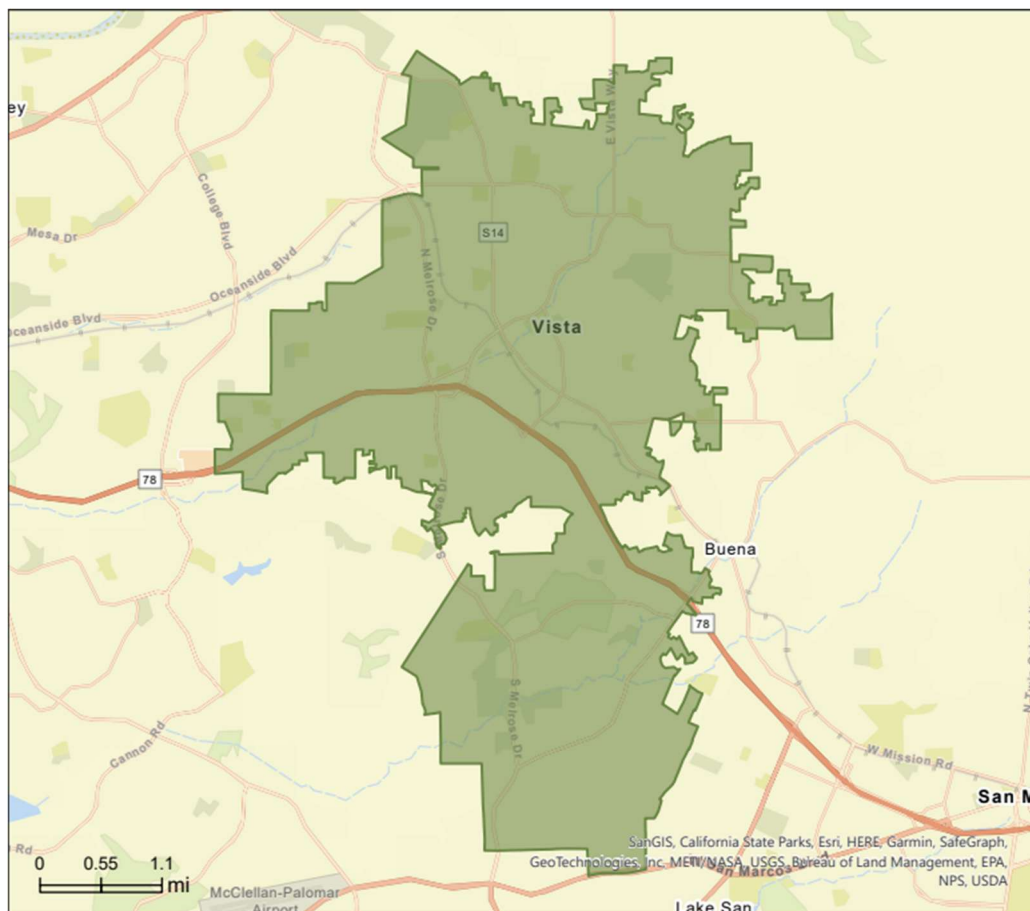 ey
E Vista Way
College Blvd
Mesa Dr
S14
Oceanside Blvd
N Melrose Dr
Oceanside Blvd
Vista
78
S Melrose Dr
Buena
78
S Melrose Dr
Cannon Rd
W Mission Rd
San M
SanGIS, California State Parks, Esri, HERE, Garmin, SafeGraph,
GeoTechnologies, Inc, METI/NASA, USGS, Bureau of Land Management, EPA,
NPS, USDA
0 0.55 1.1
mi
Rd
McClellan-Palomar
Airport
Lake San